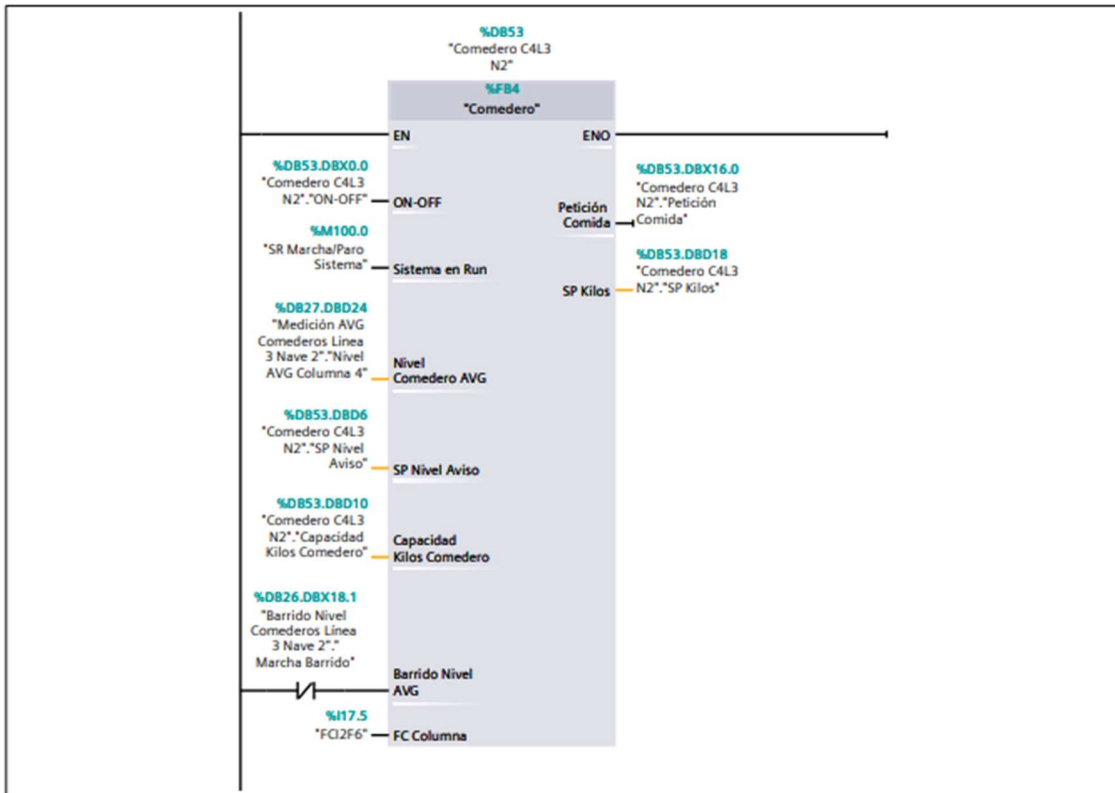 %DB53
"Comedero C4L3
N2"
%FB4
"Comedero"
EN
ENO
%DB53.DBX0.0
"Comedero C4L3
N2"."ON-OFF"
ON-OFF
%DB53.DBX16.0
"Comedero C4L3
N2"."Petición
Comida"
Petición
Comida
%M100.0
"SR Marcha/Paro
Sistema"
Sistema en Run
%DB53.DBD18
"Comedero C4L3
N2"."SP Kilos"
SP Kilos
%DB27.DBD24
"Medición AVG
Comederos Linea
3 Nave 2"."Nivel
AVG Columna 4"
Nivel
Comedero AVG
%DB53.DBD6
"Comedero C4L3
N2"."SP Nivel
Aviso"
SP Nivel Aviso
%DB53.DBD10
"Comedero C4L3
N2"."Capacidad
Kilos Comedero"
Capacidad
Kilos Comedero
%DB26.DBX18.1
"Barrido Nivel
Comederos Línea
3 Nave 2"."
Marcha Barrido"
Barrido Nivel
AVG
%I17.5
"FCI2F6"
FC Columna